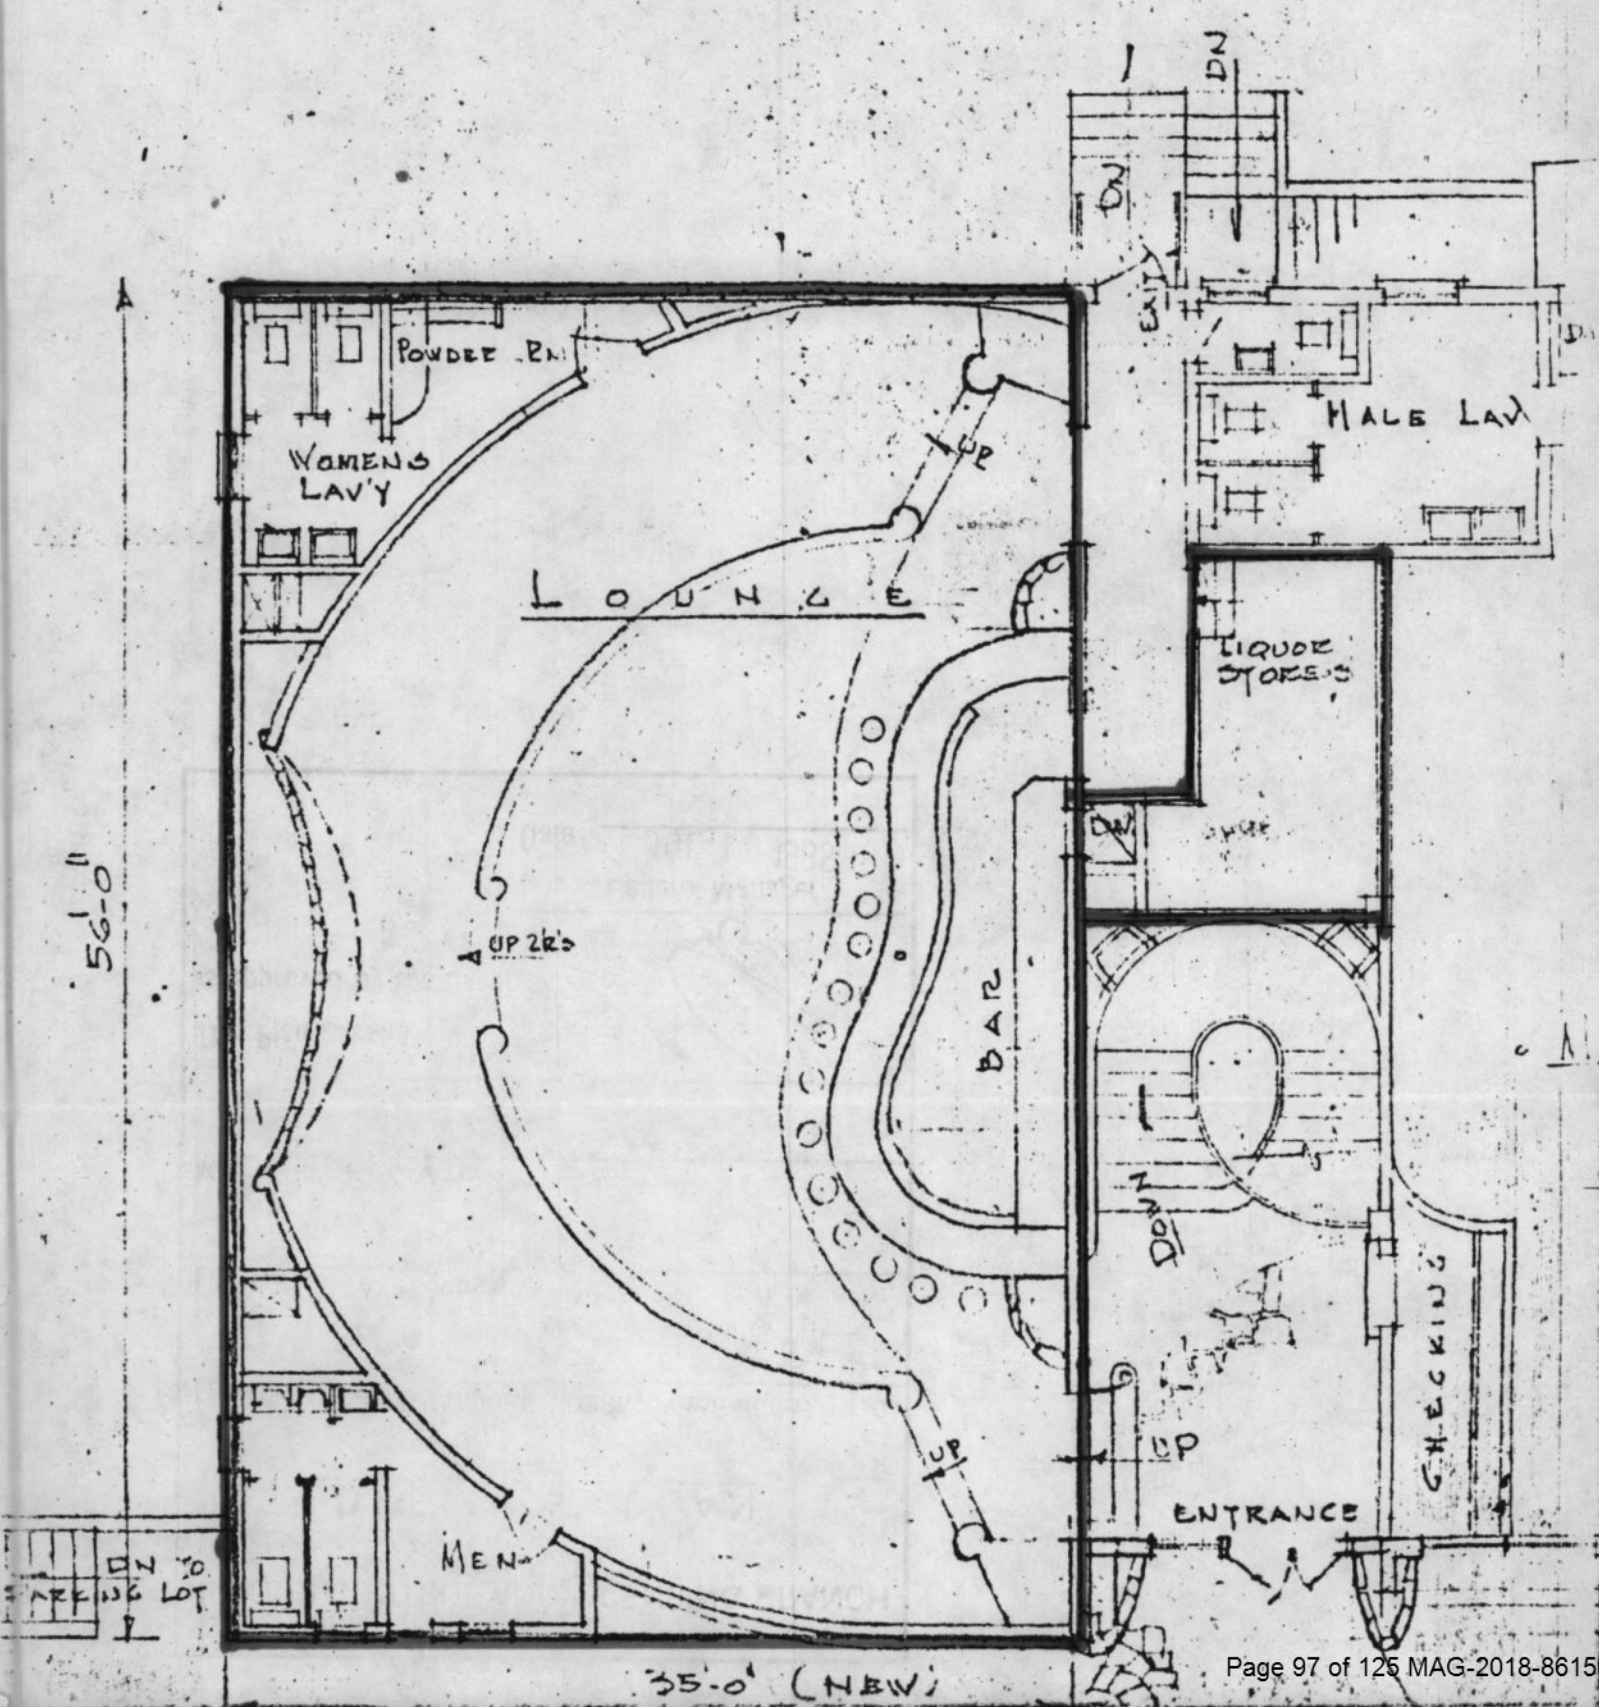 DN
DN
EXIT
POWDER RM
WOMENS
LAV'Y
MALE LAV
LOUNGE
UP
LIQUOR
STORES
DW
56'-0"
UP 2R'S
BAR
DOWN
CHECKING
UP
UP
ENTRANCE
MEN
DN TO
PARKING LOT
35'-0" (NEW)
Page 97 of 125 MAG-2018-8615